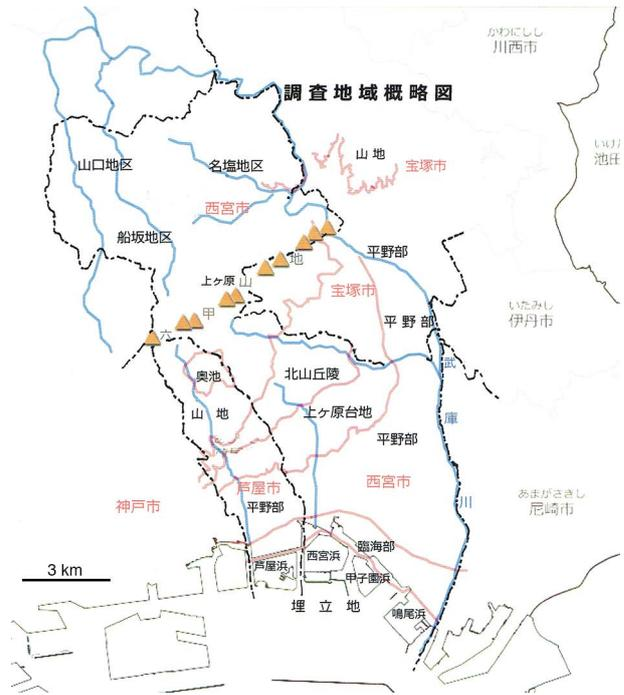 かわにしし
川西市
調査地域概略図
山口地区
名塩地区
山地
宝塚市
池田
西宮市
船坂地区
平野部
上ヶ原
六甲山地
宝塚市
いたみし
伊丹市
平野部
奥池
北山丘陵
武庫川
山地
上ヶ原台地
平野部
芦屋市
西宮市
あまがさきし
尼崎市
神戸市
平野部
芦屋浜
西宮浜
臨海部
甲子園浜
3 km
埋立地
鳴尾浜